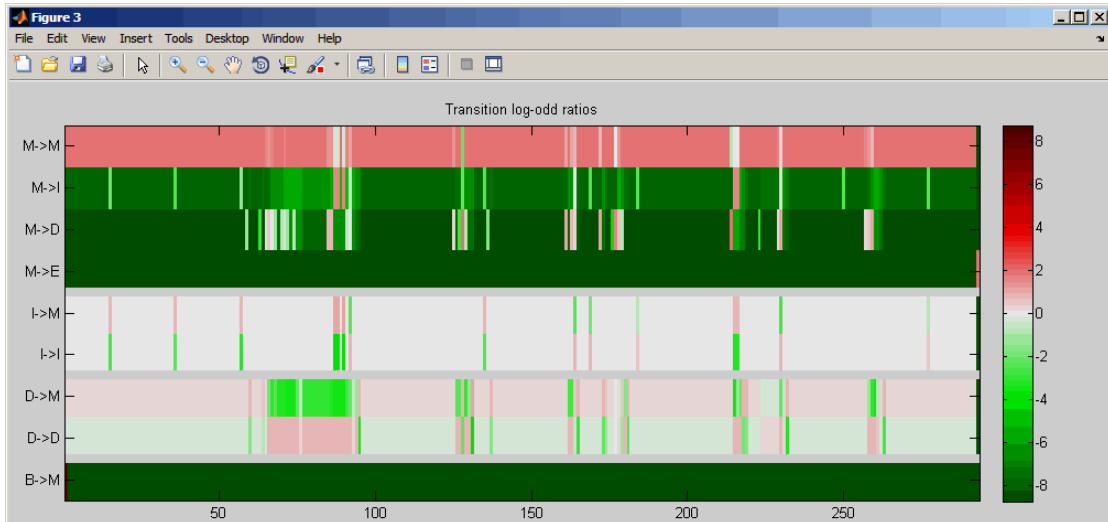 Figure 3
File Edit View Insert Tools Desktop Window Help
Transition log-odd ratios
M->M
M->I
M->D
M->E
I->M
I->I
D->M
D->D
B->M
50 100 150 200 250
8
6
4
2
0
-2
-4
-6
-8